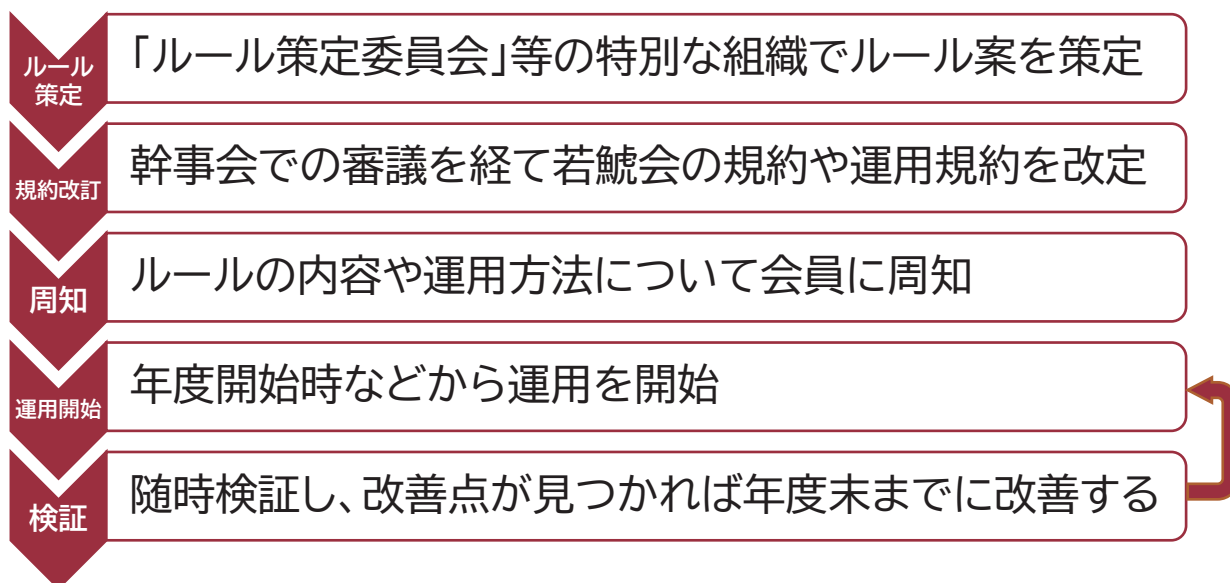 ルール
策定
「ルール策定委員会」等の特別な組織でルール案を策定
規約改訂
幹事会での審議を経て若鯱会の規約や運用規約を改定
周知
ルールの内容や運用方法について会員に周知
運用開始
年度開始時などから運用を開始
検証
随時検証し、改善点が見つかれば年度末までに改善する